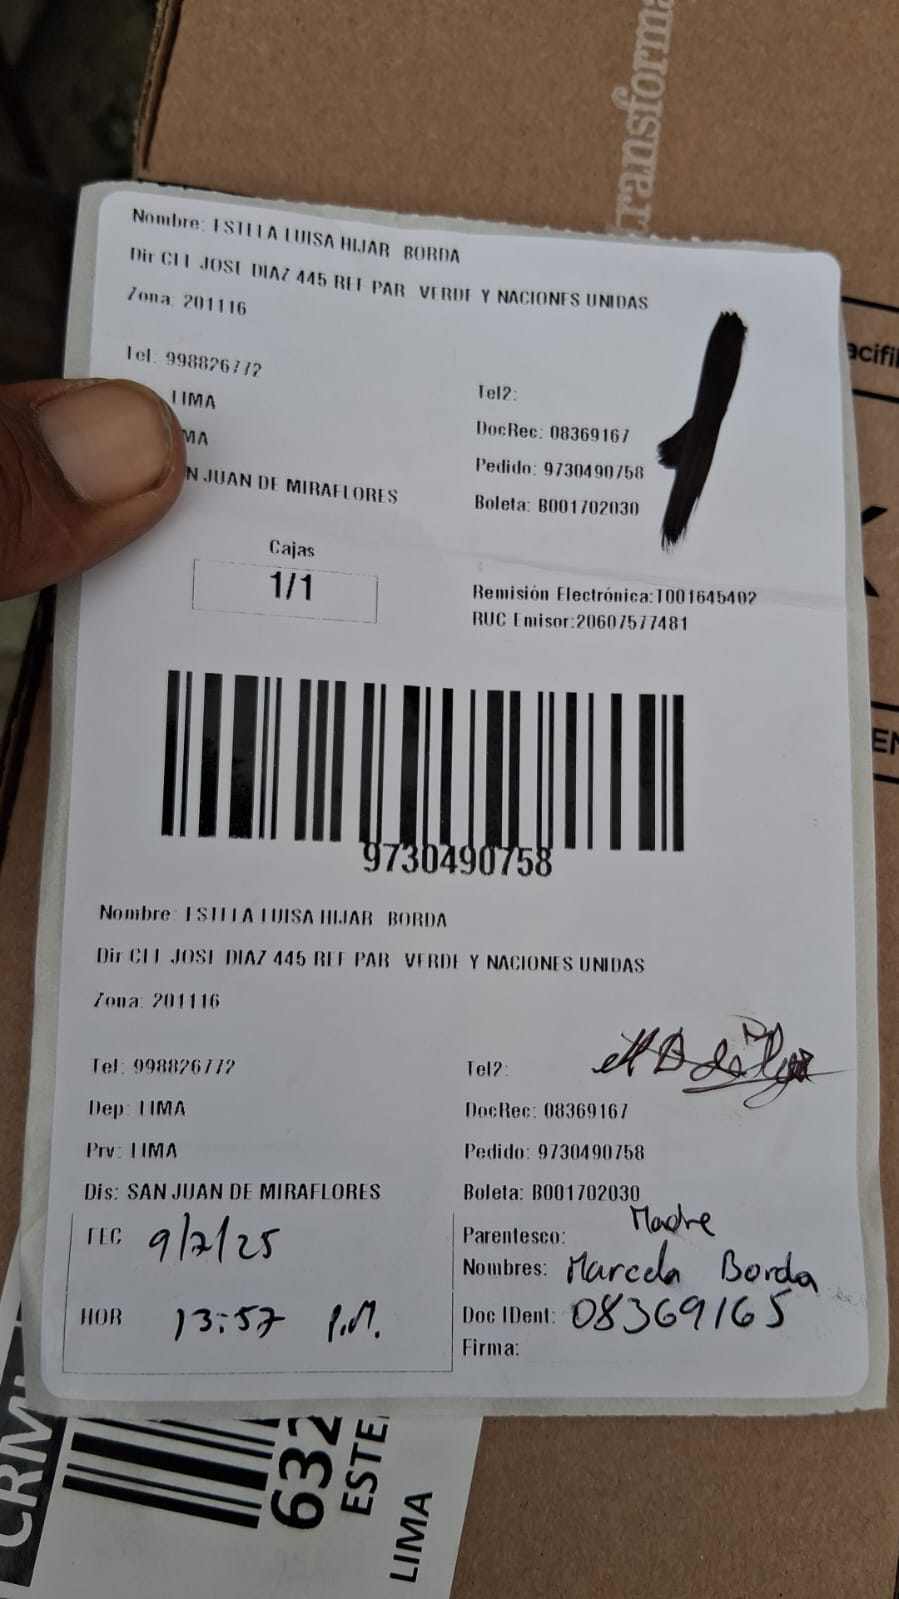 Transforma
acifi
EN
Nombre: ESTELA LUISA HIJAR BORDA
Dir CLL JOSE DIAZ 445 REF PAR VERDE Y NACIONES UNIDAS
Zona: 201116
Tel: 998826772
LIMA
MA
N JUAN DE MIRAFLORES
Tel2:
DocRec: 08369167
Pedido: 9730490758
Boleta: B001702030
Cajas
1/1
Remisión Electrónica:T001645402
RUC Emisor:20607577481
9730490758
Nombre: ESTELA LUISA HIJAR BORDA
Dir CLL JOSE DIAZ 445 REF PAR VERDE Y NACIONES UNIDAS
Zona: 201116
Tel: 998826772
Dep: LIMA
Prv: LIMA
Dis: SAN JUAN DE MIRAFLORES
Tel2:
DocRec: 08369167
Pedido: 9730490758
Boleta: B001702030
FEC 9/7/25
HOR 13:57 P.M.
Parentesco: Madre
Nombres: Marcela Borda
Doc IDent: 08369165
Firma:
632
ESTE
LIMA